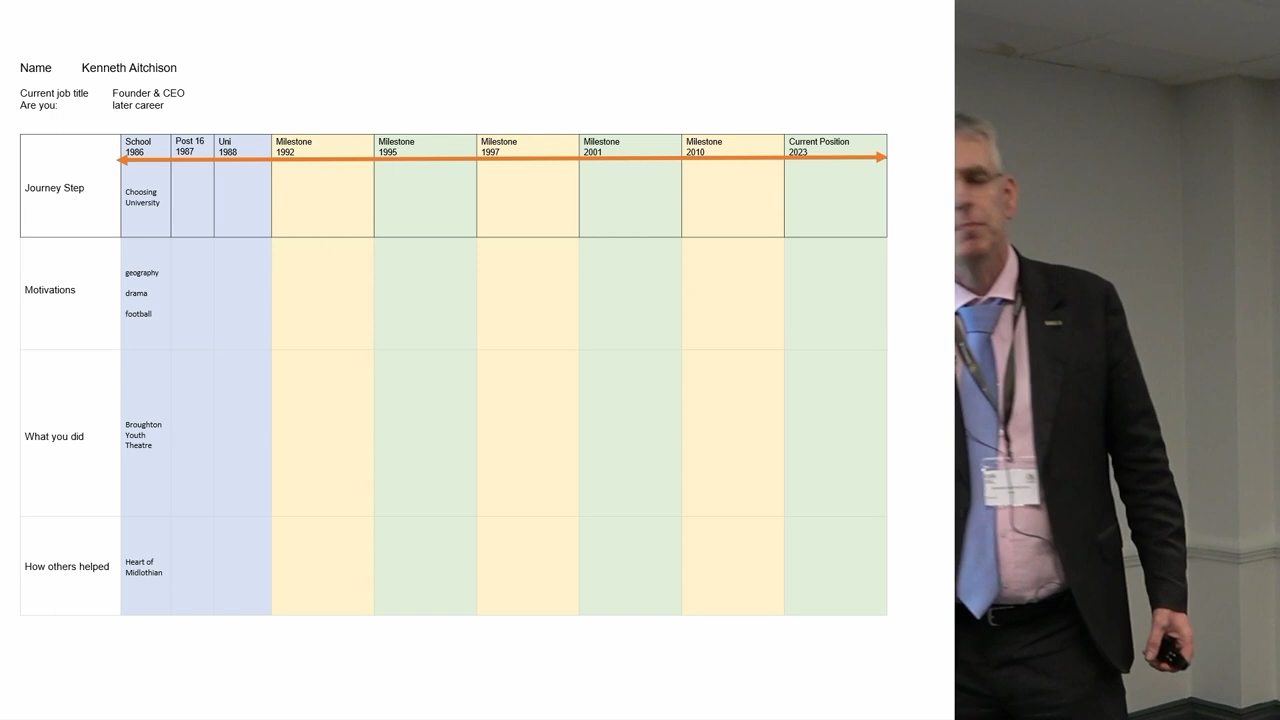 Name Kenneth Aitchison
Current job title Founder & CEO
Are you: later career
School Post 16 Uni Milestone Milestone Milestone Milestone Milestone Current Position
1986 1987 1988 1992 1995 1997 2001 2010 2023
Journey Step
Choosing
University
Motivations
geography
drama
football
What you did
Broughton
Youth
Theatre
How others helped
Heart of
Midlothian